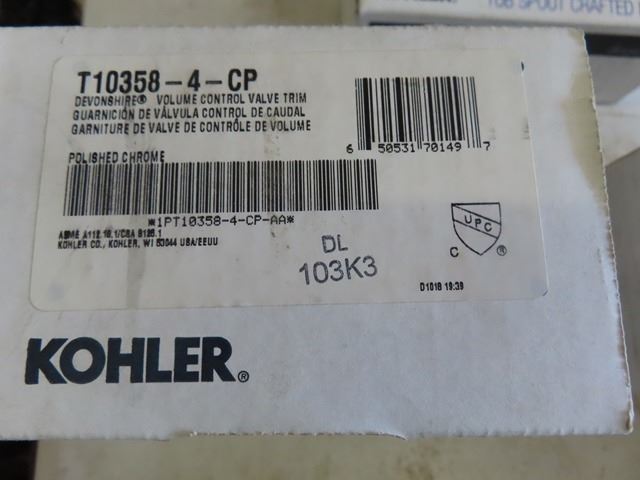 TUB SPOUT CRAFTED
T10358-4-CP
DEVONSHIRE® VOLUME CONTROL VALVE TRIM
GUARNICIÓN DE VÁLVULA CONTROL DE CAUDAL
GARNITURE DE VALVE DE CONTRÔLE DE VOLUME
6 50531 70149 7
POLISHED CHROME
*1PT10358-4-CP-AA*
ASME A112.18.1/CSA B125.1
KOHLER CO., KOHLER, WI 53044 USA/EEUU
UPC
C ®
DL
103K3
D1018 19:39
KOHLER®